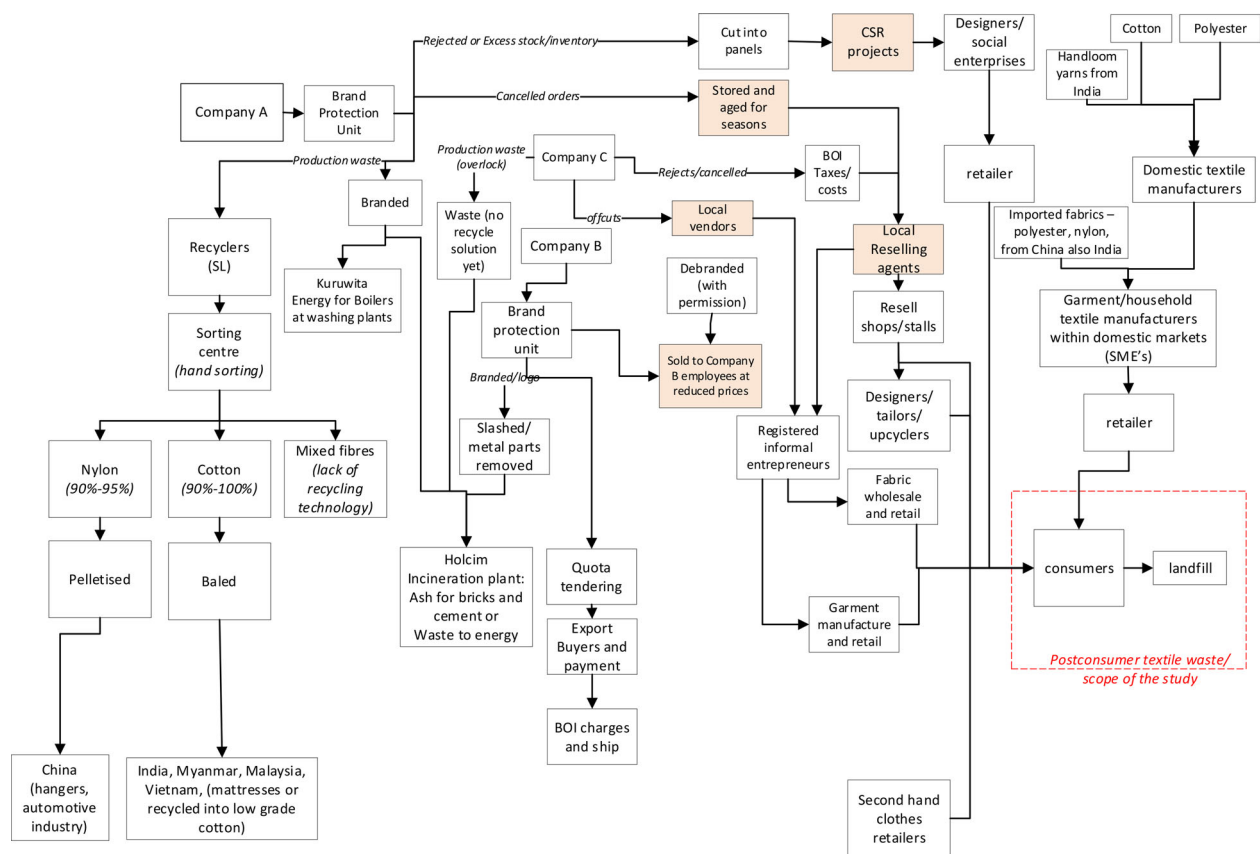 Rejected or Excess stock/inventory
Cut into
panels
CSR
projects
Designers/
social
enterprises
Cotton
Polyester
Handloom
yarns from
India
Company A
Brand
Protection
Unit
Cancelled orders
Stored and
aged for
seasons
Production waste
Production waste
(overlock)
Company C
Rejects/cancelled
BOI
Taxes/
costs
retailer
Domestic textile
manufacturers
Branded
Waste (no
recycle
solution
yet)
offcuts
Local
vendors
Imported fabrics –
polyester, nylon,
from China also India
Recyclers
(SL)
Company B
Local
Reselling
agents
Kuruwita
Energy for Boilers
at washing plants
Debranded
(with
permission)
Resell
shops/stalls
Garment/household
textile manufacturers
within domestic markets
(SME's)
Sorting
centre
(hand sorting)
Brand
protection
unit
Sold to Company
B employees at
reduced prices
Branded/logo
Designers/
tailors/
upcyclers
retailer
Slashed/
metal parts
removed
Registered
informal
entrepreneurs
Nylon
(90%-95%)
Cotton
(90%-100%)
Mixed fibres
(lack of
recycling
technology)
Fabric
wholesale
and retail
Pelletised
Baled
Holcim
Incineration plant:
Ash for bricks and
cement or
Waste to energy
Quota
tendering
consumers
landfill
Export
Buyers and
payment
Garment
manufacture
and retail
Postconsumer textile waste/
scope of the study
BOI charges
and ship
China
(hangers,
automotive
industry)
India, Myanmar, Malaysia,
Vietnam, (mattresses or
recycled into low grade
cotton)
Second hand
clothes
retailers